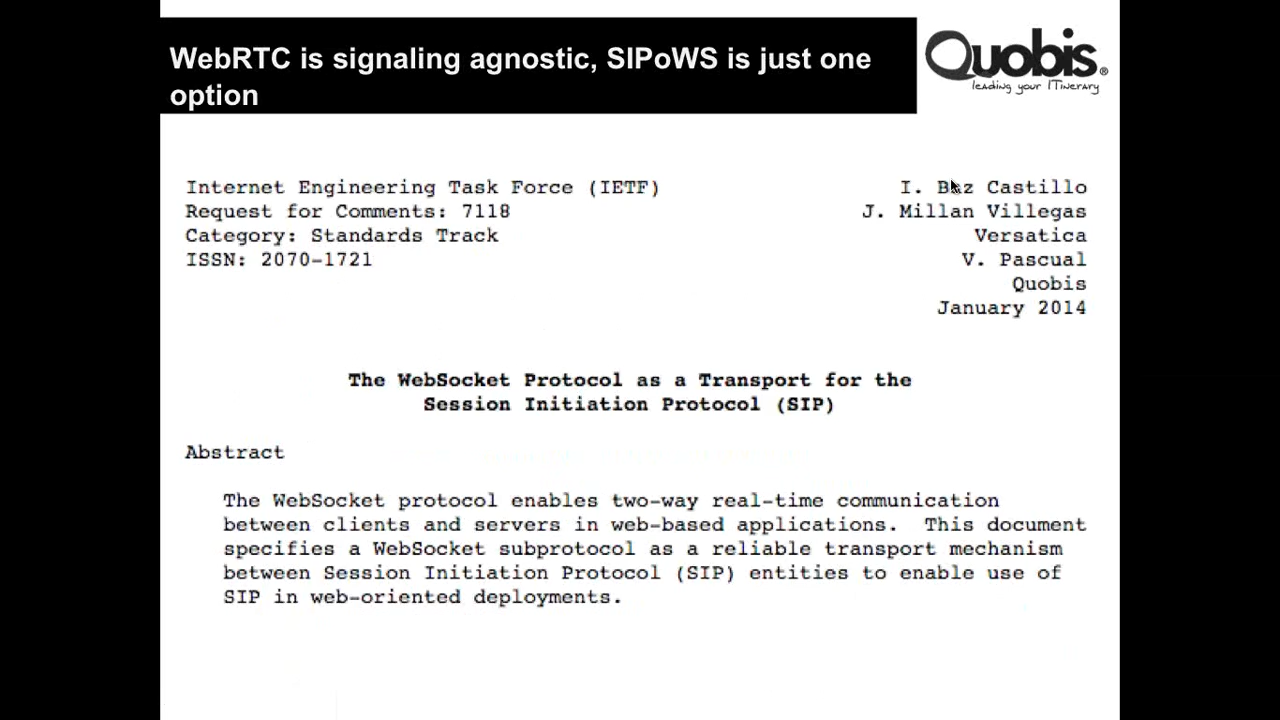 WebRTC is signaling agnostic, SIPoWS is just one
option
Quobis®
leading your ITinerary
Internet Engineering Task Force (IETF) I. Baz Castillo
Request for Comments: 7118 J. Millan Villegas
Category: Standards Track Versatica
ISSN: 2070-1721 V. Pascual
Quobis
January 2014
The WebSocket Protocol as a Transport for the
Session Initiation Protocol (SIP)
Abstract
The WebSocket protocol enables two-way real-time communication
between clients and servers in web-based applications. This document
specifies a WebSocket subprotocol as a reliable transport mechanism
between Session Initiation Protocol (SIP) entities to enable use of
SIP in web-oriented deployments.